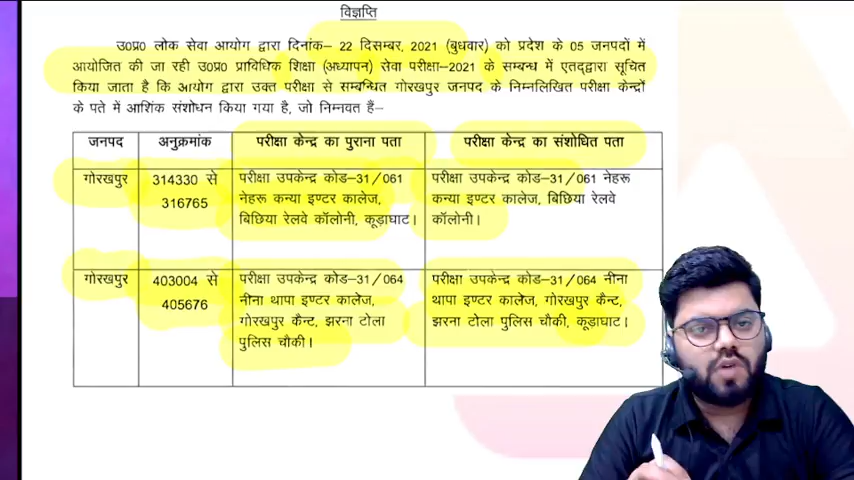 विज्ञप्ति
उ0प्र0 लोक सेवा आयोग द्वारा दिनांक– 22 दिसम्बर, 2021 (बुधवार) को प्रदेश के 05 जनपदों में
आयोजित की जा रही उ0प्र0 प्राविधिक शिक्षा (अध्यापन) सेवा परीक्षा–2021 के सम्बन्ध में एतद्द्वारा सूचित
किया जाता है कि आयोग द्वारा उक्त परीक्षा से सम्बन्धित गोरखपुर जनपद के निम्नलिखित परीक्षा केन्द्रों
के पते में आशिंक संशोधन किया गया है, जो निम्नवत हैं–
जनपद अनुक्रमांक परीक्षा केन्द्र का पुराना पता परीक्षा केन्द्र का संशोधित पता
गोरखपुर 314330 से परीक्षा उपकेन्द्र कोड–31/061 परीक्षा उपकेन्द्र कोड–31/061 नेहरू
316765 नेहरू कन्या इण्टर कालेज, कन्या इण्टर कालेज, बिछिया रेलवे
बिछिया रेलवे कॉलोनी, कूड़ाघाट। कॉलोनी।
गोरखपुर 403004 से परीक्षा उपकेन्द्र कोड–31/064 परीक्षा उपकेन्द्र कोड–31/064 नीना
405676 नीना थापा इण्टर कालेज, थापा इण्टर कालेज, गोरखपुर कैन्ट,
गोरखपुर कैन्ट, झरना टोला झरना टोला पुलिस चौकी, कूड़ाघाट।
पुलिस चौकी।